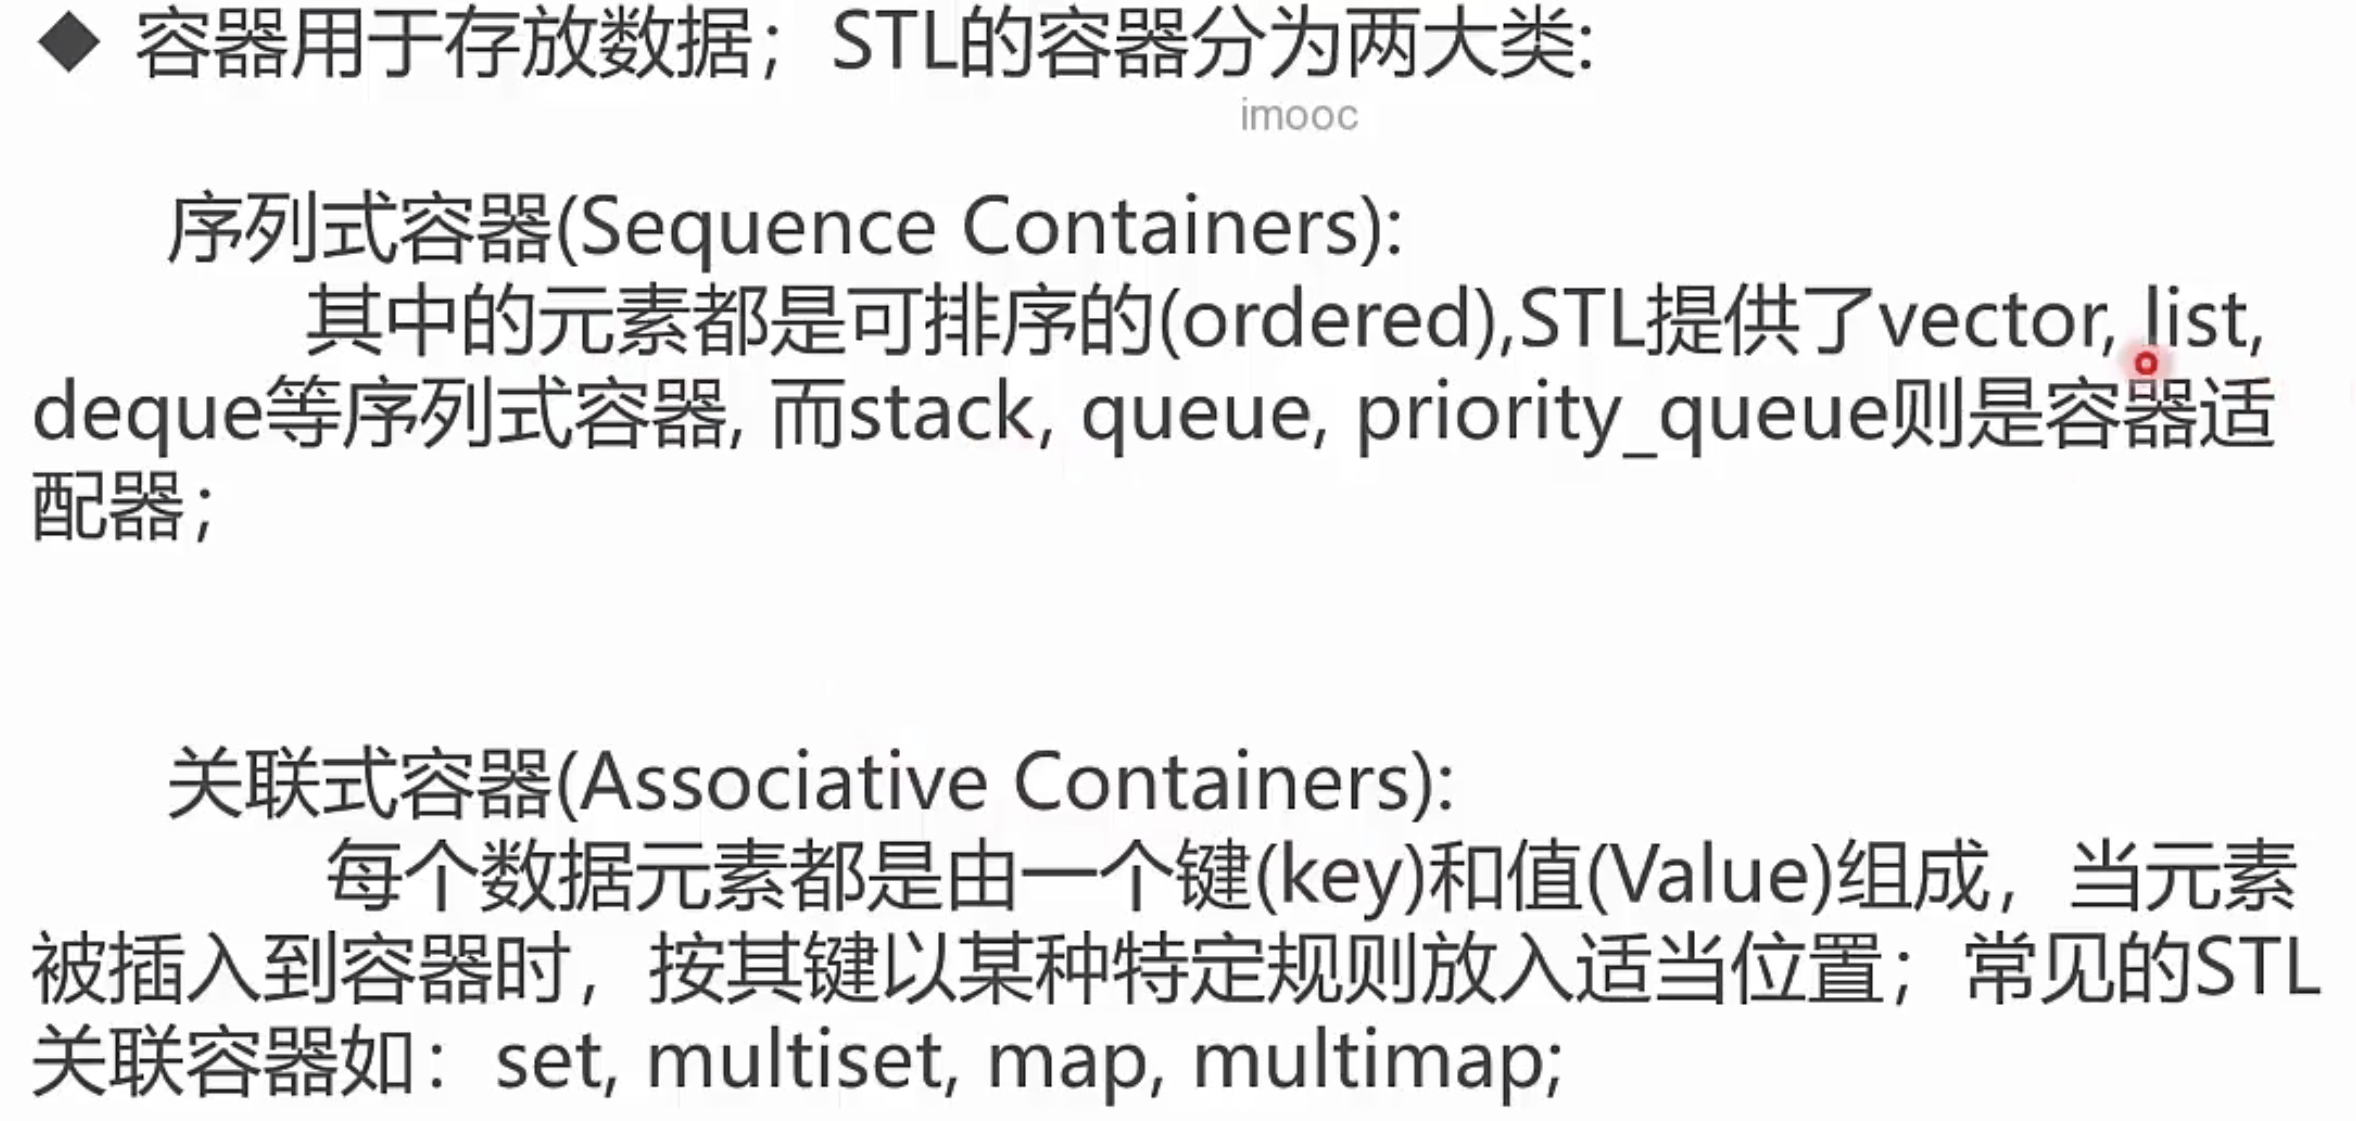 ◆ 容器用于存放数据；STL的容器分为两大类:
imooc
序列式容器(Sequence Containers):
其中的元素都是可排序的(ordered),STL提供了vector, list,
deque等序列式容器, 而stack, queue, priority_queue则是容器适
配器；
关联式容器(Associative Containers):
每个数据元素都是由一个键(key)和值(Value)组成，当元素
被插入到容器时，按其键以某种特定规则放入适当位置；常见的STL
关联容器如：set, multiset, map, multimap;